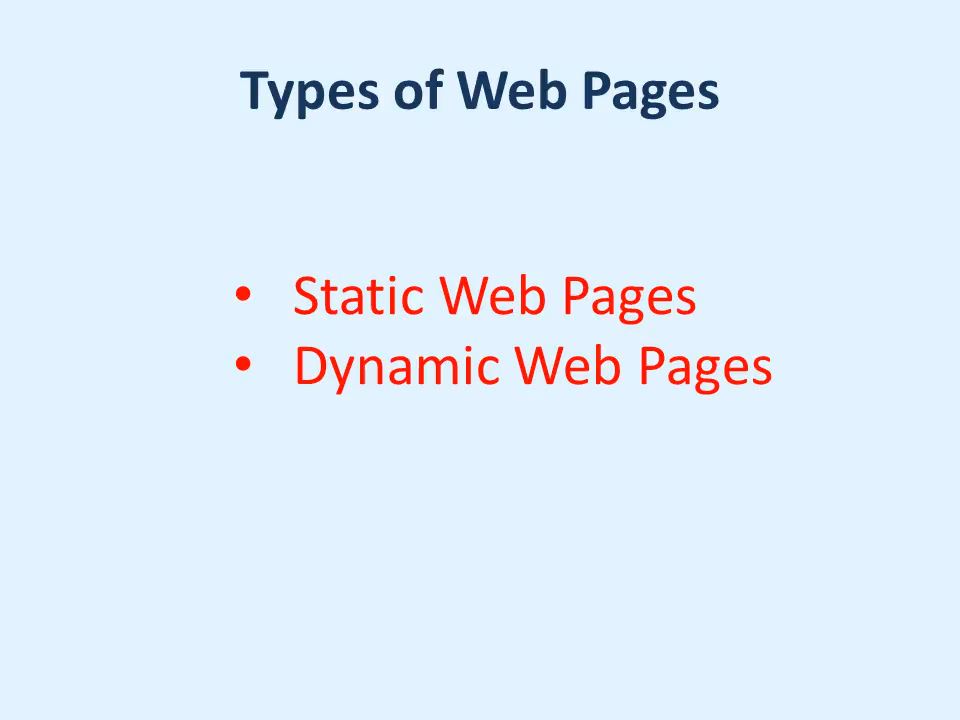 Types of Web Pages
• Static Web Pages
• Dynamic Web Pages